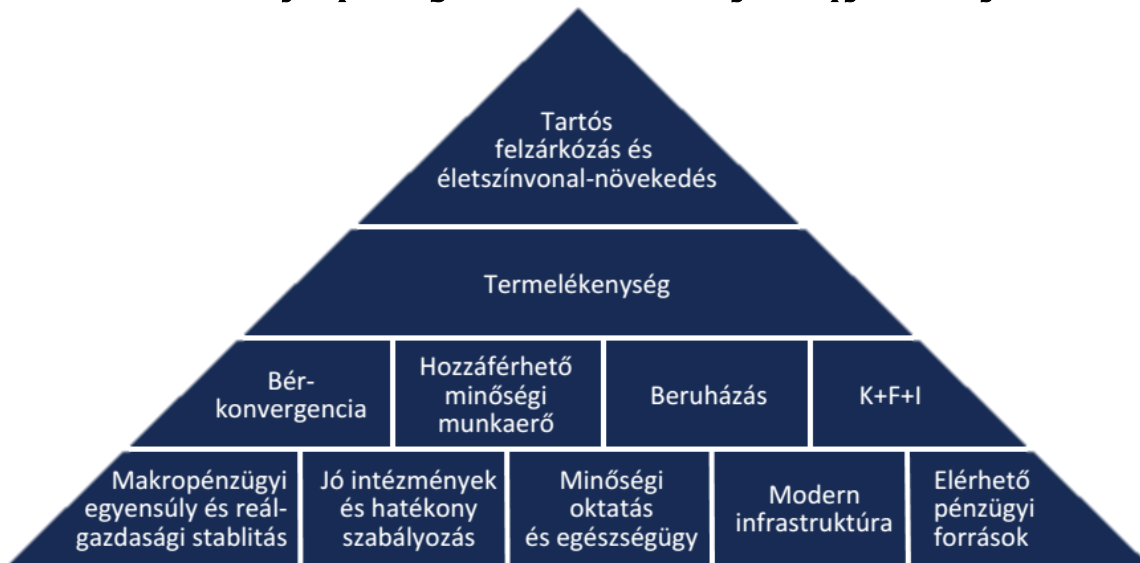 Tartós
felzárkózás és
életszínvonal-növekedés
Termelékenység
Bér-
konvergencia
Hozzáférhető
minőségi
munkaerő
Beruházás
K+F+I
Makropénzügyi
egyensúly és reál-
gazdasági stablitás
Jó intézmények
és hatékony
szabályozás
Minőségi
oktatás
és egészségügy
Modern
infrastruktúra
Elérhető
pénzügyi
források